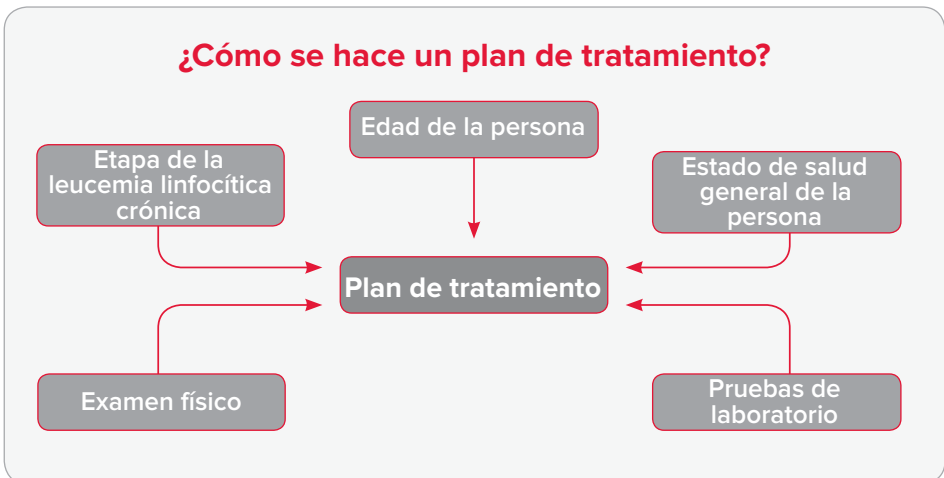 ¿Cómo se hace un plan de tratamiento?
Edad de la persona
Etapa de la
leucemia linfocítica
crónica
Estado de salud
general de la
persona
Plan de tratamiento
Examen físico
Pruebas de
laboratorio